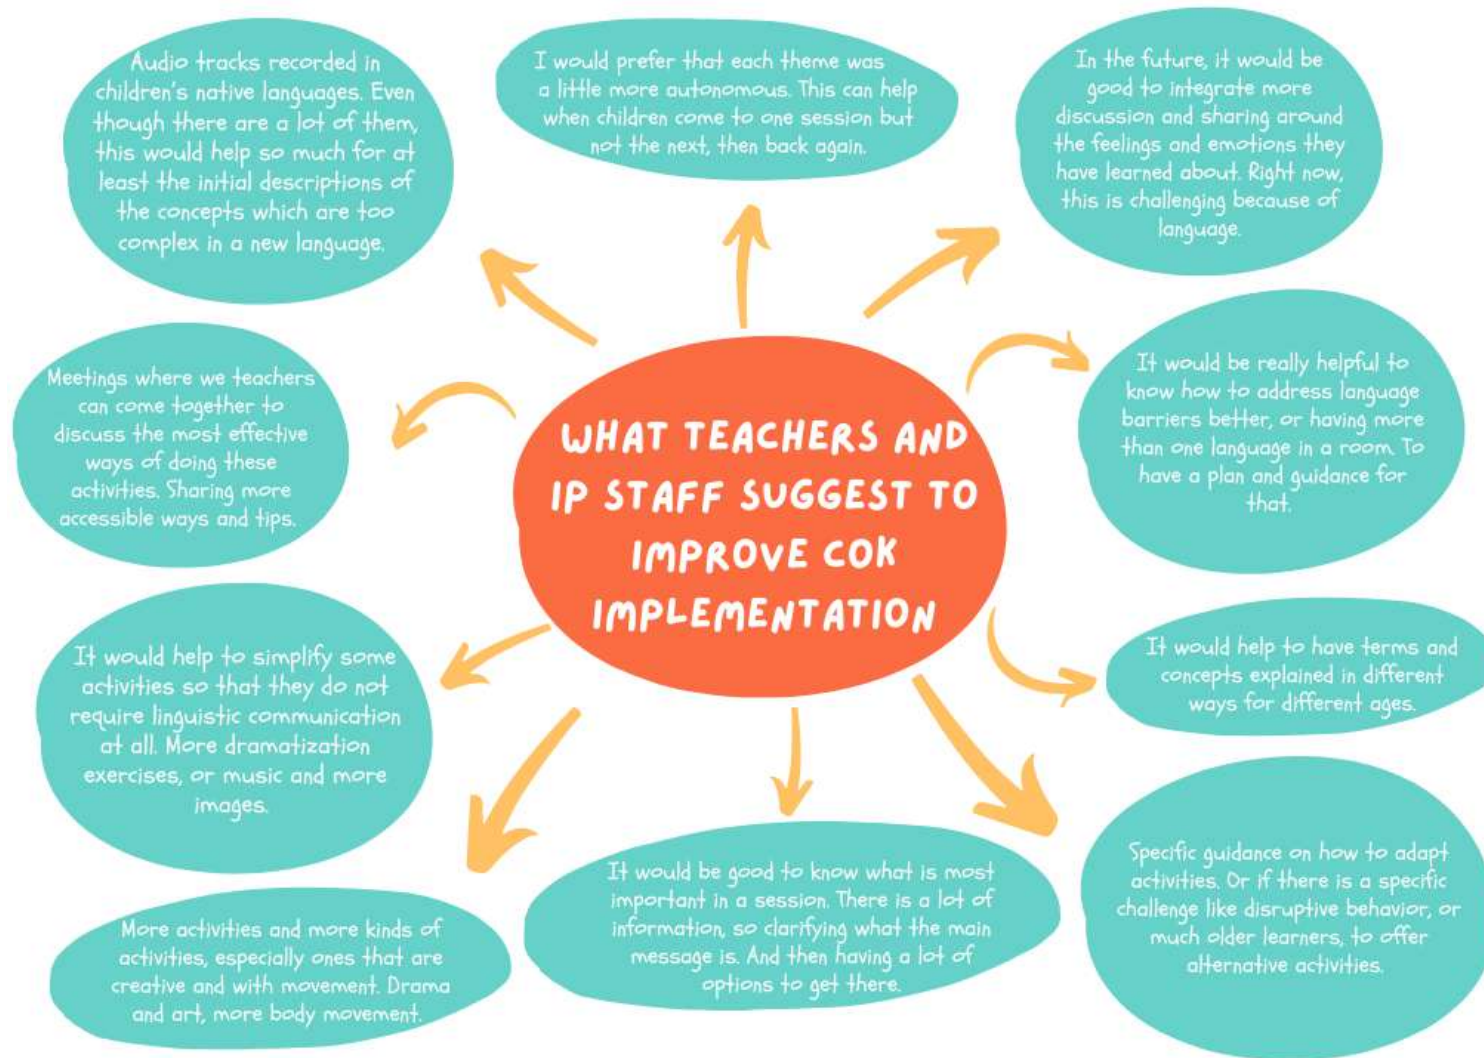 Audio tracks recorded in
children's native languages. Even
though there are a lot of them,
this would help so much for at
least the initial descriptions of
the concepts which are too
complex in a new language.
I would prefer that each theme was
a little more autonomous. This can help
when children come to one session but
not the next, then back again.
In the future, it would be
good to integrate more
discussion and sharing around
the feelings and emotions they
have learned about. Right now,
this is challenging because of
language.
Meetings where we teachers
can come together to
discuss the most effective
ways of doing these
activities. Sharing more
accessible ways and tips.
WHAT TEACHERS AND
IP STAFF SUGGEST TO
IMPROVE COK
IMPLEMENTATION
It would be really helpful to
know how to address language
barriers better, or having more
than one language in a room. To
have a plan and guidance for
that.
It would help to simplify some
activities so that they do not
require linguistic communication
at all. More dramatization
exercises, or music and more
images.
It would help to have terms and
concepts explained in different
ways for different ages.
More activities and more kinds of
activities, especially ones that are
creative and with movement. Drama
and art, more body movement.
It would be good to know what is most
important in a session. There is a lot of
information, so clarifying what the main
message is. And then having a lot of
options to get there.
Specific guidance on how to adapt
activities. Or if there is a specific
challenge like disruptive behavior, or
much older learners, to offer
alternative activities.